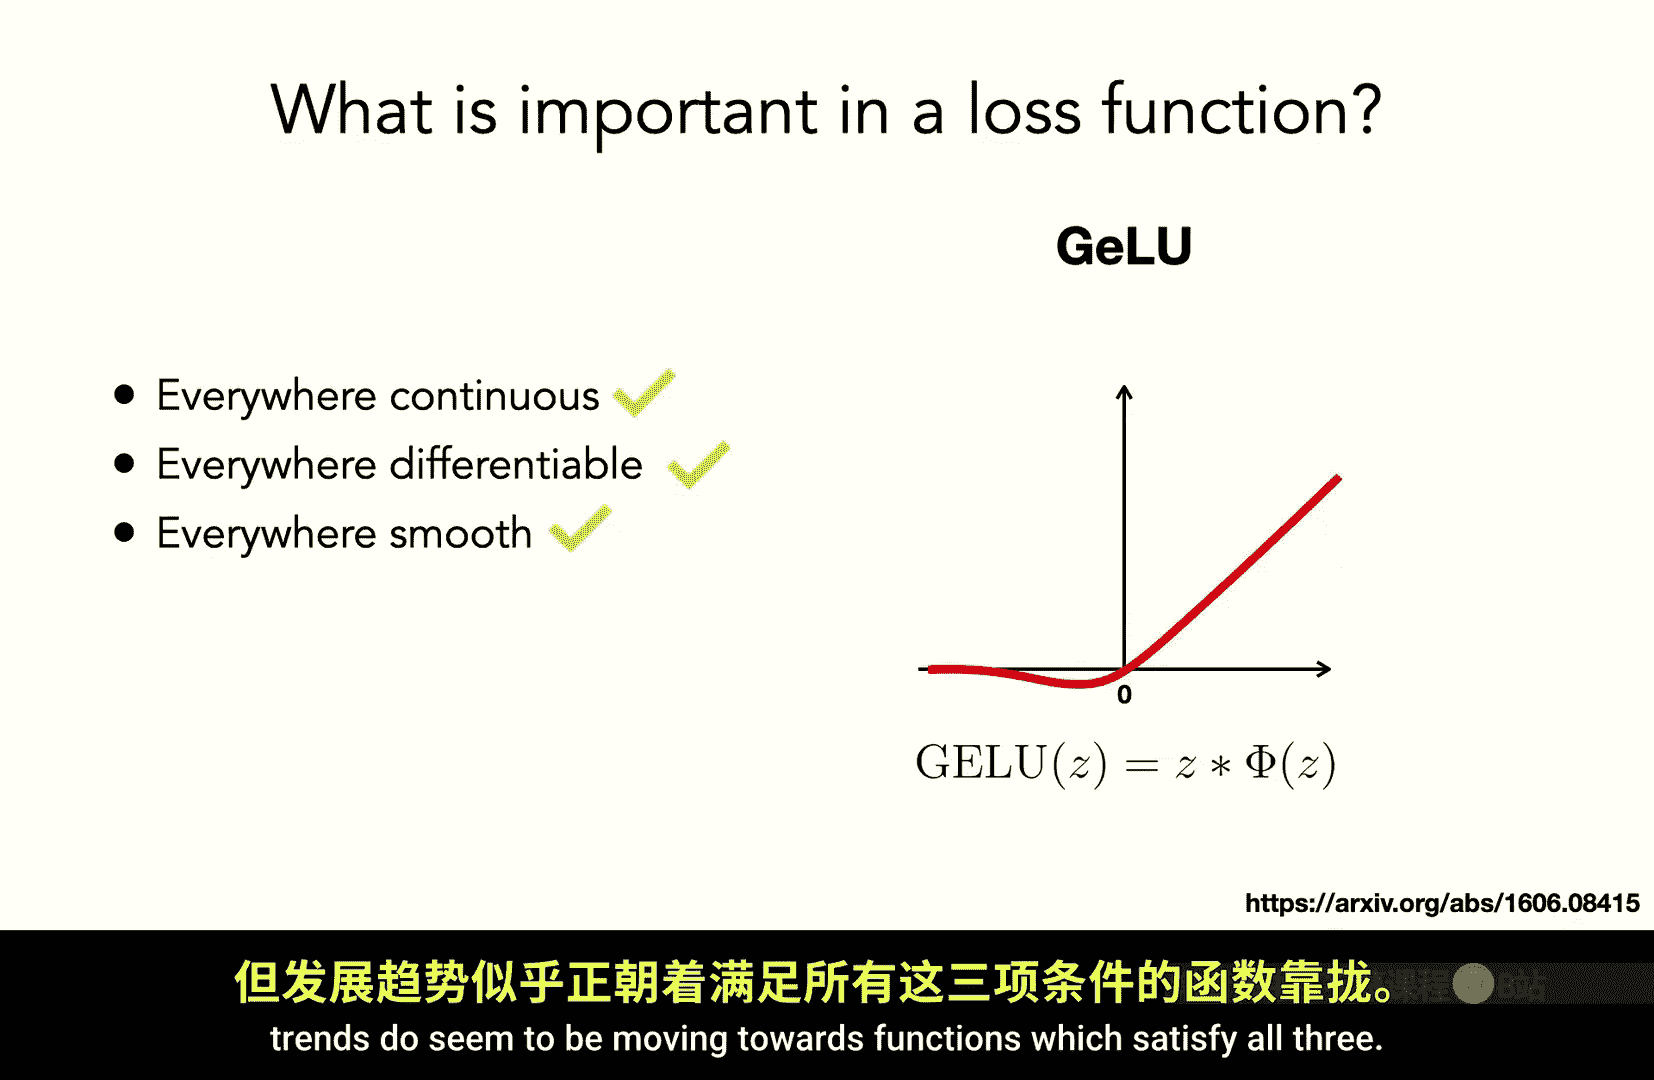 What is important in a loss function?
GeLU
● Everywhere continuous
● Everywhere differentiable
● Everywhere smooth
0
GELU(z) = z * Φ(z)
https://arxiv.org/abs/1606.08415
但发展趋势似乎正朝着满足所有这三项条件的函数靠拢。
trends do seem to be moving towards functions which satisfy all three.